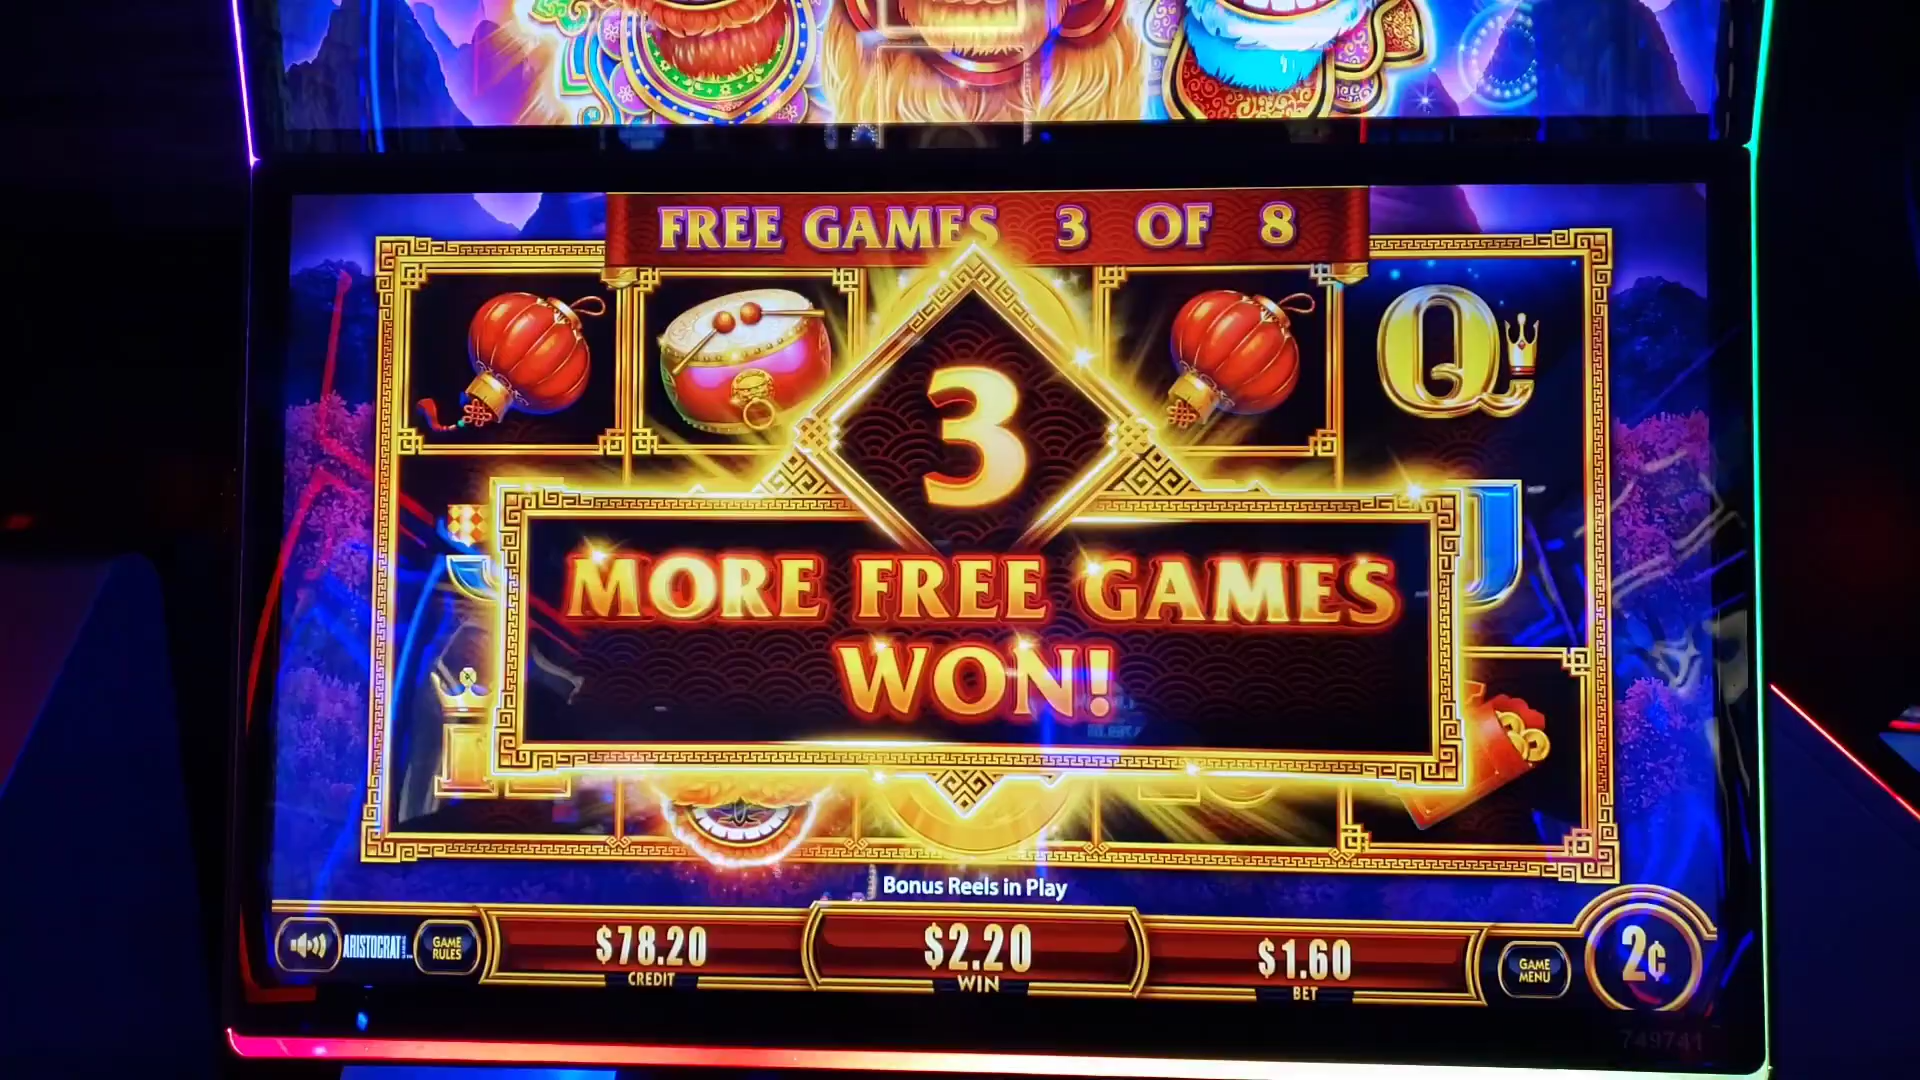 FREE GAMES 3 OF 8
Q
3
MORE FREE GAMES
WON!
Bonus Reels in Play
ARISTOCRAT
GAME
RULES
$78.20
CREDIT
$2.20
WIN
$1.60
BET
GAME
MENU
2¢
749741